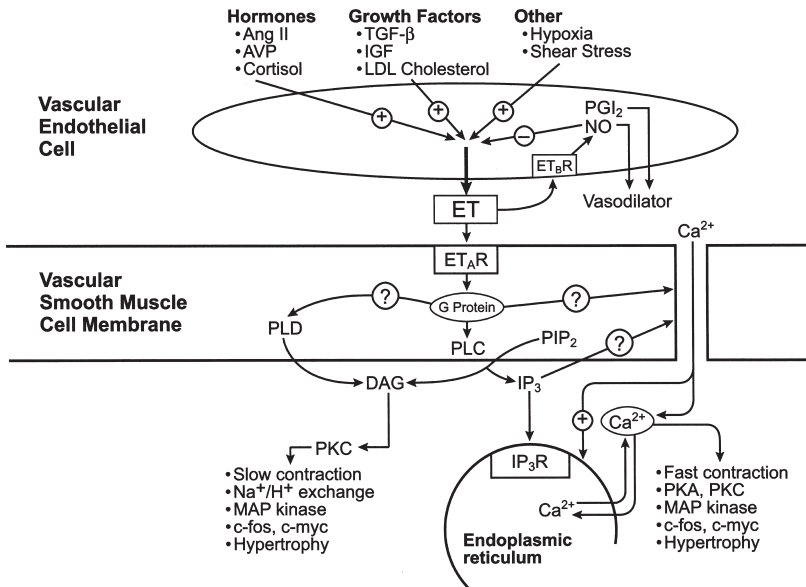 Hormones
• Ang II
• AVP
• Cortisol
Growth Factors
• TGF-β
• IGF
• LDL Cholesterol
Other
• Hypoxia
• Shear Stress
Vascular
Endothelial
Cell
+
+
+
−
PGI₂
NO
ET_BR
Vasodilator
ET
Ca²⁺
ET_AR
Vascular
Smooth Muscle
Cell Membrane
?
G Protein
?
PLD
PLC
PIP₂
?
DAG
IP₃
+
Ca²⁺
PKC
• Slow contraction
• Na⁺/H⁺ exchange
• MAP kinase
• c-fos, c-myc
• Hypertrophy
IP₃R
Ca²⁺
Endoplasmic
reticulum
• Fast contraction
• PKA, PKC
• MAP kinase
• c-fos, c-myc
• Hypertrophy